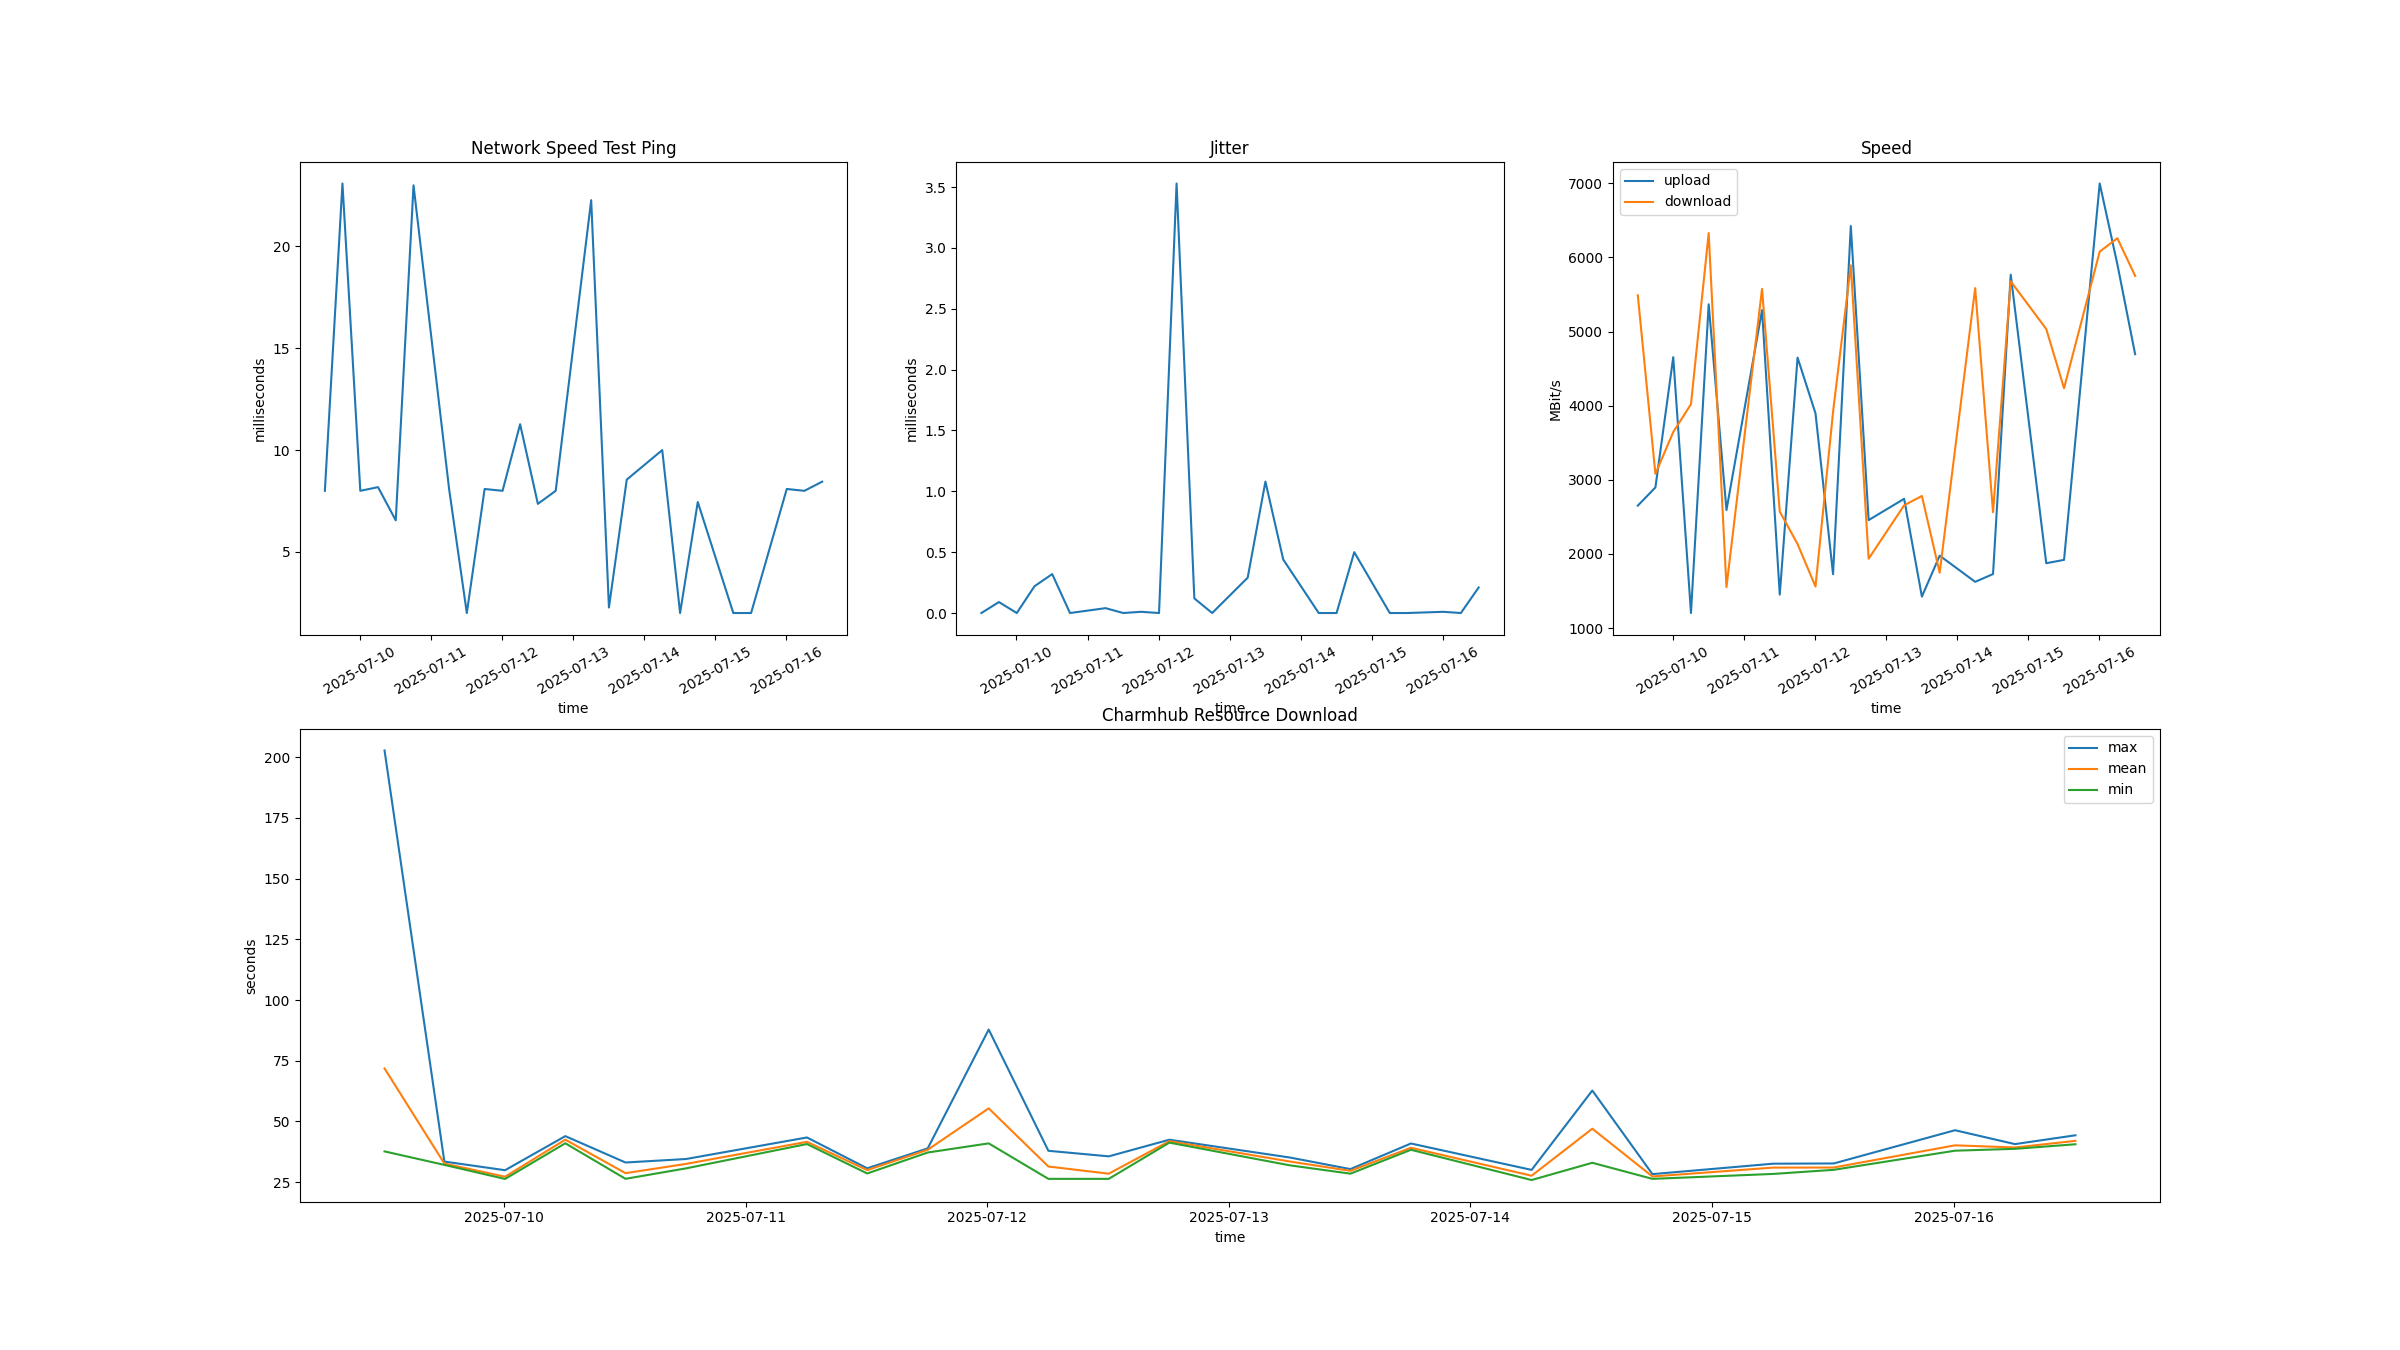 Network Speed Test Ping
milliseconds
20
15
10
5
2025-07-10 2025-07-11 2025-07-12 2025-07-13 2025-07-14 2025-07-15 2025-07-16
time
Jitter
milliseconds
3.5
3.0
2.5
2.0
1.5
1.0
0.5
0.0
2025-07-10 2025-07-11 2025-07-12 2025-07-13 2025-07-14 2025-07-15 2025-07-16
time
Speed
upload
download
MBit/s
7000
6000
5000
4000
3000
2000
1000
2025-07-10 2025-07-11 2025-07-12 2025-07-13 2025-07-14 2025-07-15 2025-07-16
time
Charmhub Resource Download
max
mean
min
seconds
200
175
150
125
100
75
50
25
2025-07-10 2025-07-11 2025-07-12 2025-07-13 2025-07-14 2025-07-15 2025-07-16
time